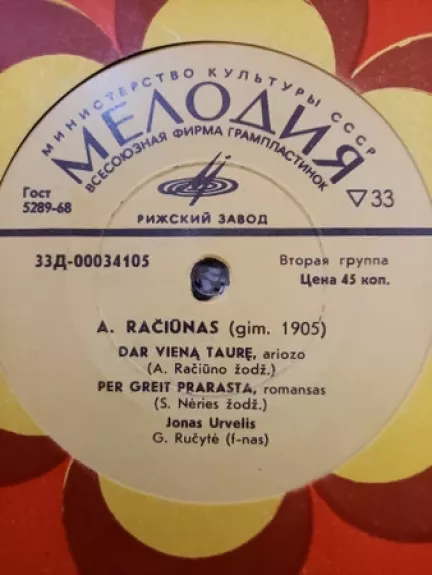 МИНИСТЕРСТВО КУЛЬТУРЫ СССР
МЕЛОДИЯ
ВСЕСОЮЗНАЯ ФИРМА ГРАМПЛАСТИНОК
Гост
5289-68
▽33
РИЖСКИЙ ЗАВОД
33Д-00034105
Вторая группа
Цена 45 коп.
A. RAČIŪNAS (gim. 1905)
DAR VIENĄ TAURĘ, ariozo
(A. Račiūno žodž.)
PER GREIT PRARASTA, romansas
(S. Nėries žodž.)
Jonas Urvelis
G. Ručytė (f-nas)